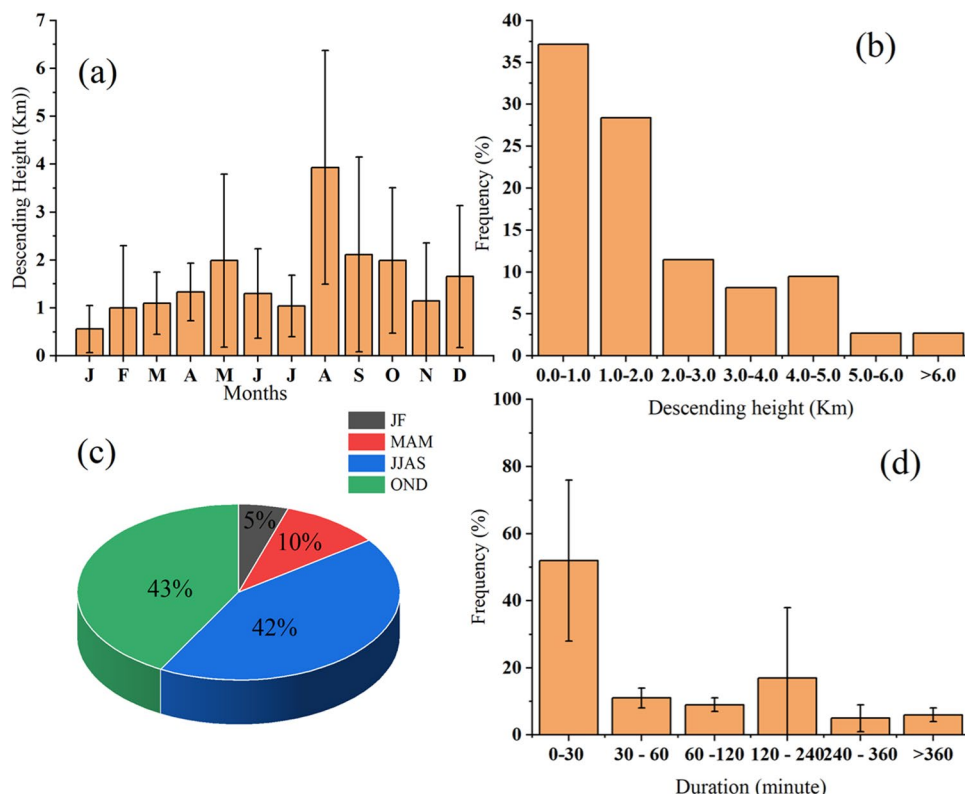 (a)
Descending Height (Km))
7
6
5
4
3
2
1
0
J F M A M J J A S O N D
Months
(b)
Frequency (%)
40
35
30
25
20
15
10
5
0
0.0-1.0 1.0-2.0 2.0-3.0 3.0-4.0 4.0-5.0 5.0-6.0 >6.0
Descending height (Km)
(c)
JF
MAM
JJAS
OND
5%
10%
43%
42%
(d)
Frequency (%)
100
80
60
40
20
0
0-30 30 - 60 60 -120 120 - 240 240 - 360 >360
Duration (minute)